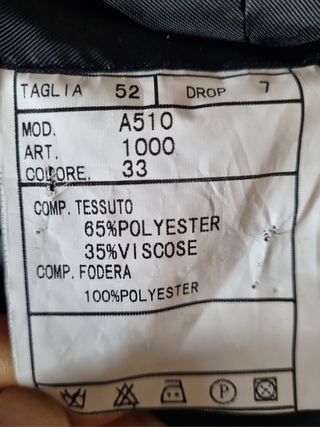 TAGLIA 52 DROP 7
MOD. A510
ART. 1000
COLORE. 33
COMP. TESSUTO
65%POLYESTER
35%VISCOSE
COMP. FODERA
100%POLYESTER
P